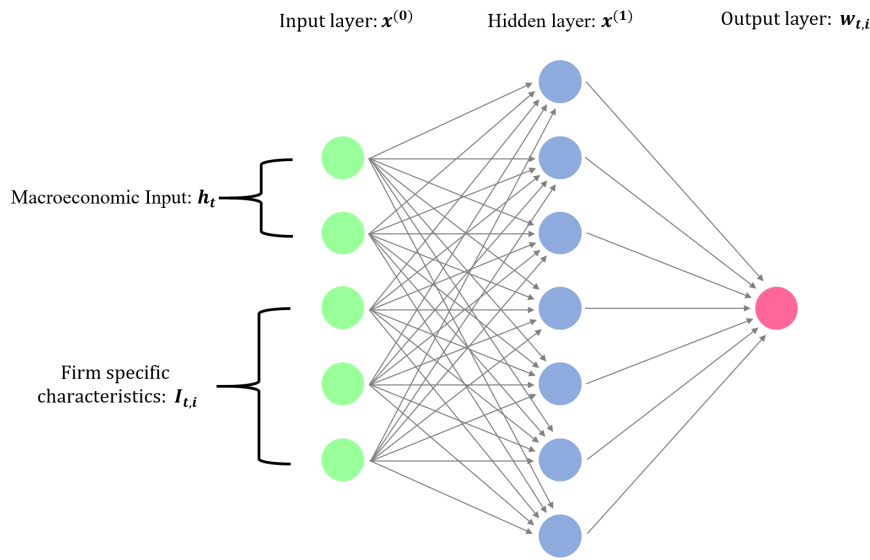 Input layer: x⁽⁰⁾
Hidden layer: x⁽¹⁾
Output layer: wₜ,ᵢ
Macroeconomic Input: hₜ
Firm specific
characteristics: Iₜ,ᵢ